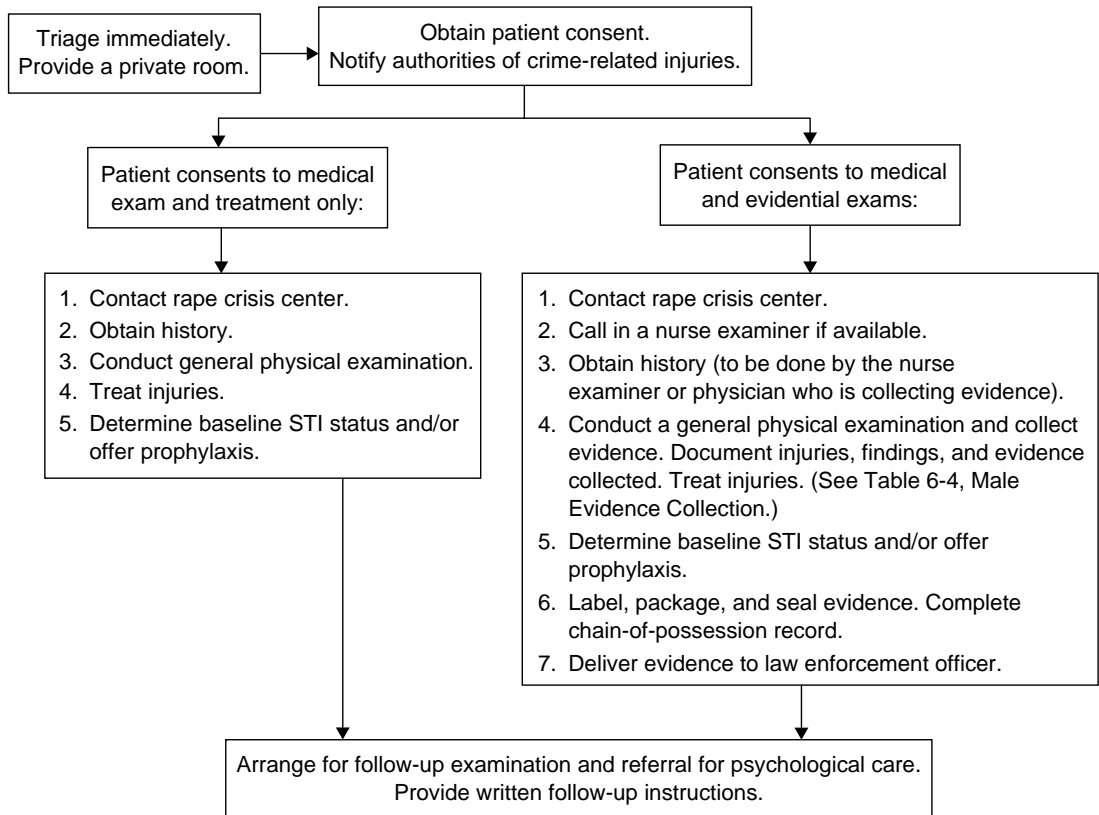 Triage immediately.
Provide a private room.
Obtain patient consent.
Notify authorities of crime-related injuries.
Patient consents to medical
exam and treatment only:
Patient consents to medical
and evidential exams:
1. Contact rape crisis center.
2. Obtain history.
3. Conduct general physical examination.
4. Treat injuries.
5. Determine baseline STI status and/or
offer prophylaxis.
1. Contact rape crisis center.
2. Call in a nurse examiner if available.
3. Obtain history (to be done by the nurse
examiner or physician who is collecting evidence).
4. Conduct a general physical examination and collect
evidence. Document injuries, findings, and evidence
collected. Treat injuries. (See Table 6-4, Male
Evidence Collection.)
5. Determine baseline STI status and/or offer
prophylaxis.
6. Label, package, and seal evidence. Complete
chain-of-possession record.
7. Deliver evidence to law enforcement officer.
Arrange for follow-up examination and referral for psychological care.
Provide written follow-up instructions.